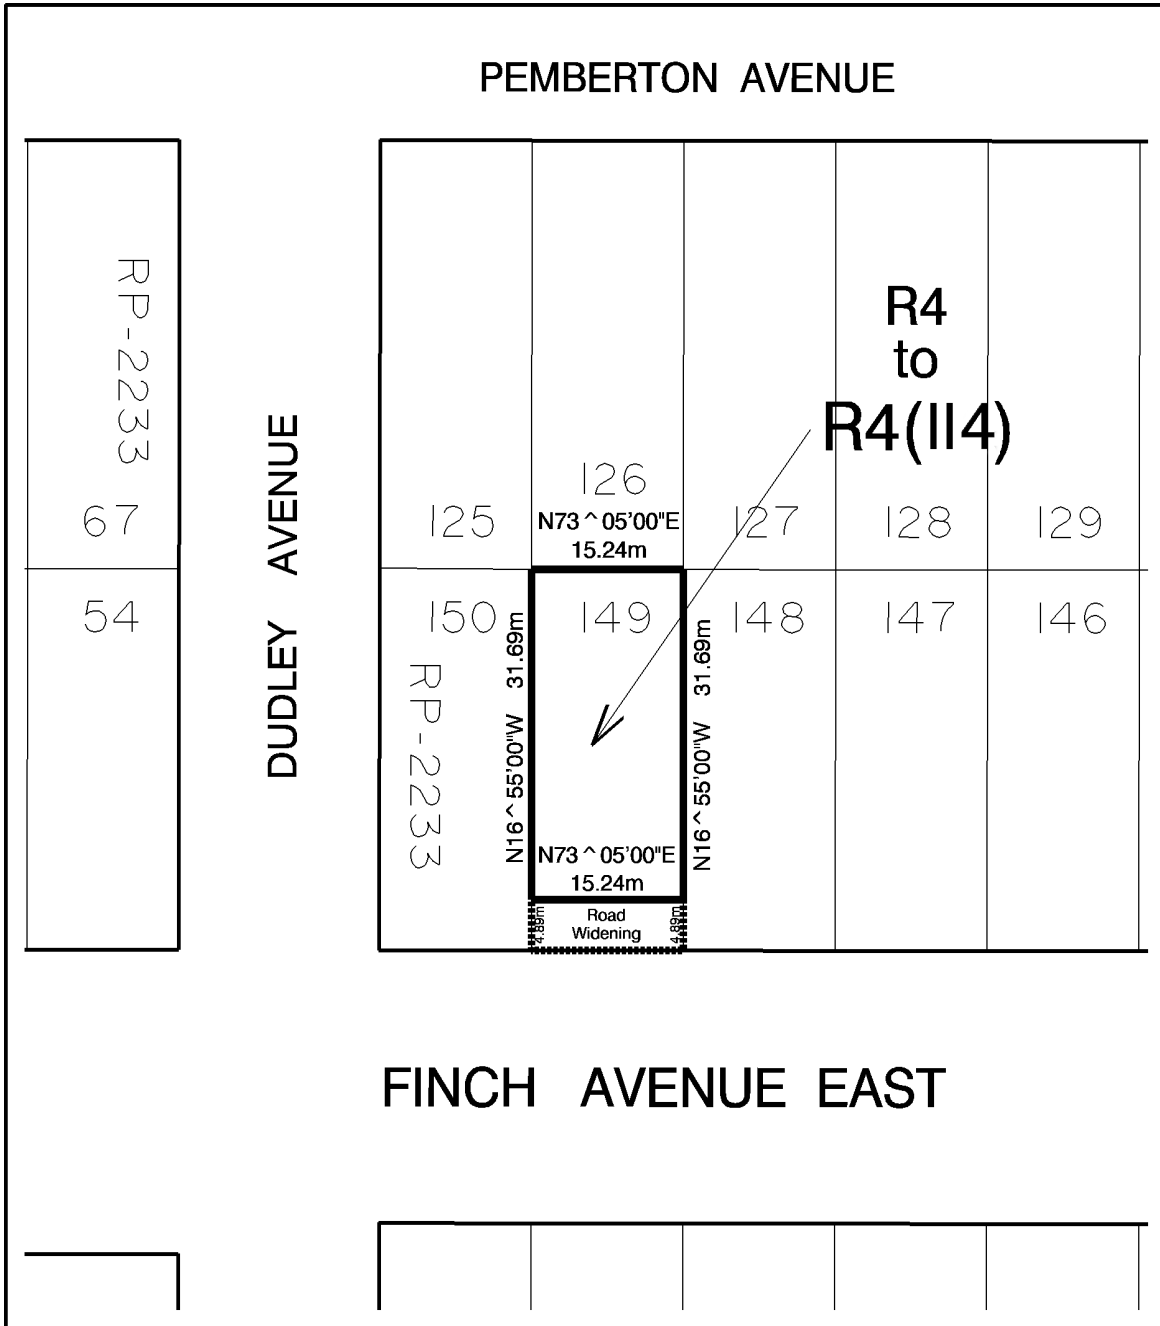 PEMBERTON AVENUE
RP-2233
R4
to
R4(114)
DUDLEY AVENUE
126
67
125
N73^05'00"E
127
128
129
15.24m
54
150
149
148
147
146
N16^55'00"W 31.69m
N16^55'00"W 31.69m
RP-2233
N73^05'00"E
15.24m
4.89m
Road
Widening
4.89m
FINCH AVENUE EAST